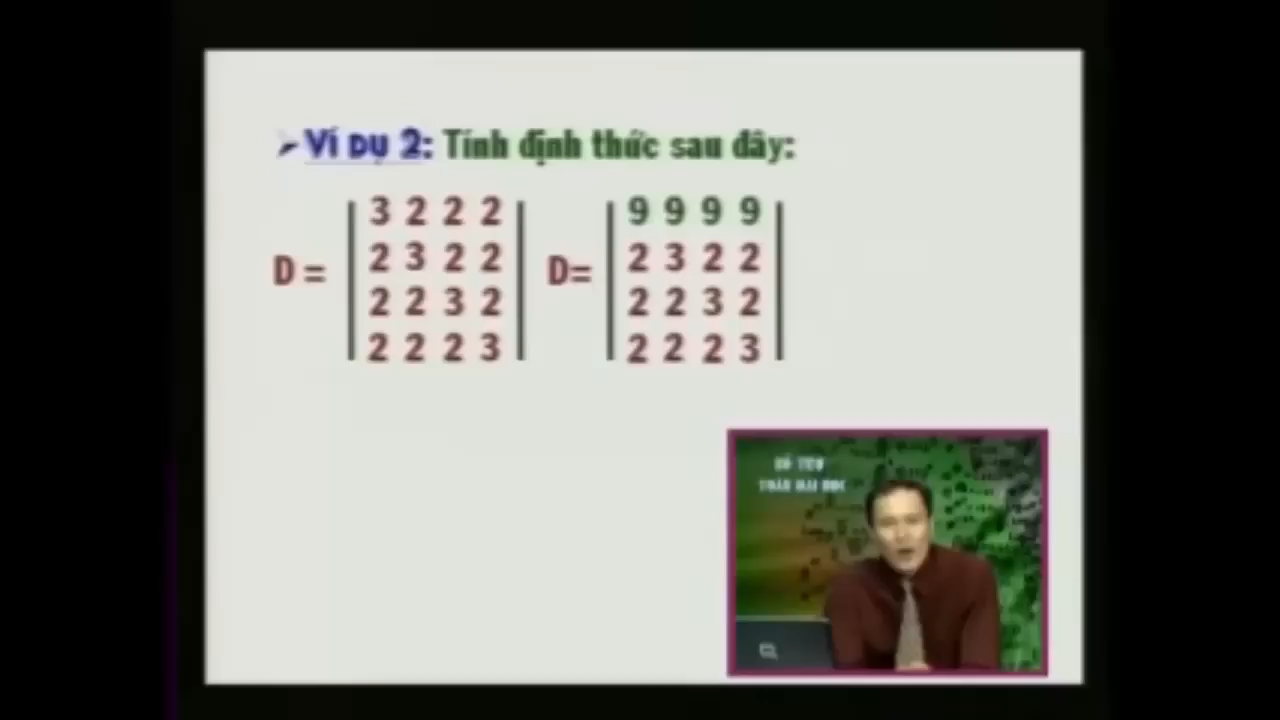 Ví dụ 2: Tính định thức sau đây:
D = | 3 2 2 2 | D= | 9 9 9 9 |
2 3 2 2 2 3 2 2
2 2 3 2 2 2 3 2
2 2 2 3 2 2 2 3